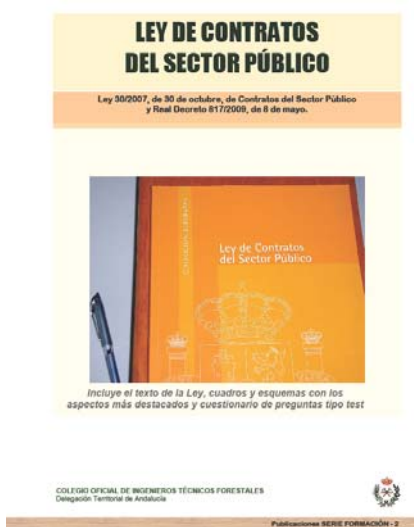 LEY DE CONTRATOS
DEL SECTOR PÚBLICO
Ley 30/2007, de 30 de octubre, de Contratos del Sector Público
y Real Decreto 817/2009, de 8 de mayo.
Ley de Contratos
del Sector Público
Incluye el texto de la Ley, cuadros y esquemas con los
aspectos más destacados y cuestionario de preguntas tipo test
COLEGIO OFICIAL DE INGENIEROS TÉCNICOS FORESTALES
Delegación Territorial de Andalucía
Publicaciones SERIE FORMACIÓN - 2